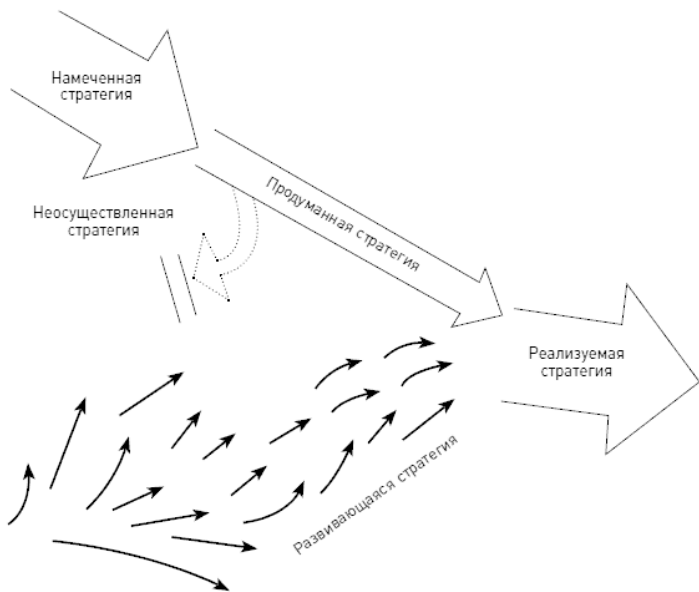 Намеченная
стратегия
Неосуществленная
стратегия
Продуманная стратегия
Реализуемая
стратегия
Развивающаяся стратегия